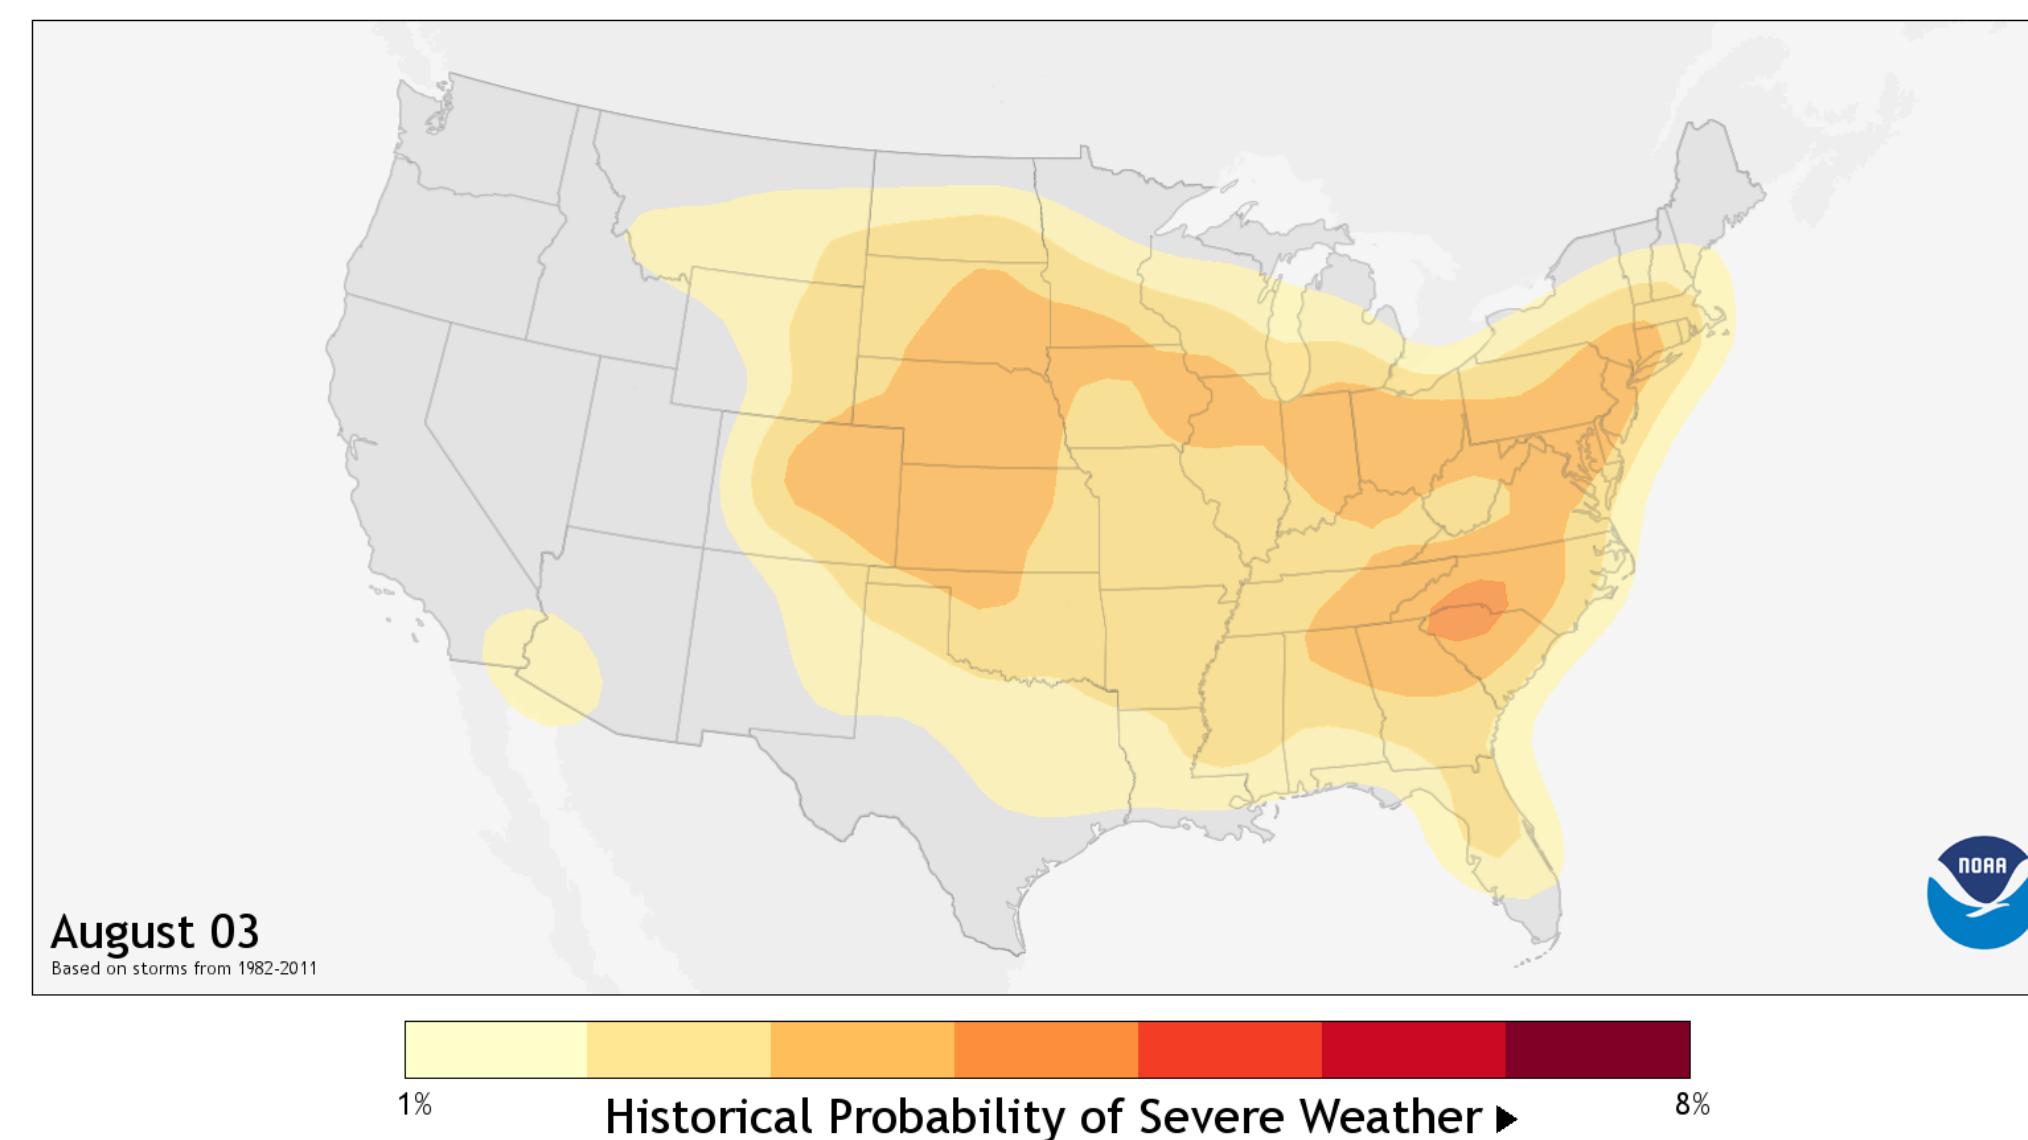 NOAA
August 03
Based on storms from 1982-2011
1%
8%
Historical Probability of Severe Weather